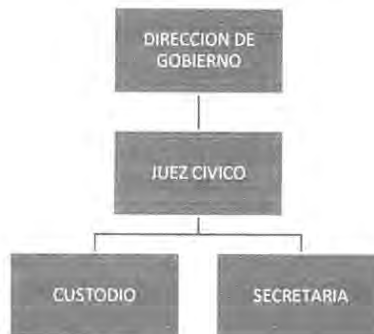 DIRECCION DE
GOBIERNO
JUEZ CIVICO
CUSTODIO
SECRETARIA